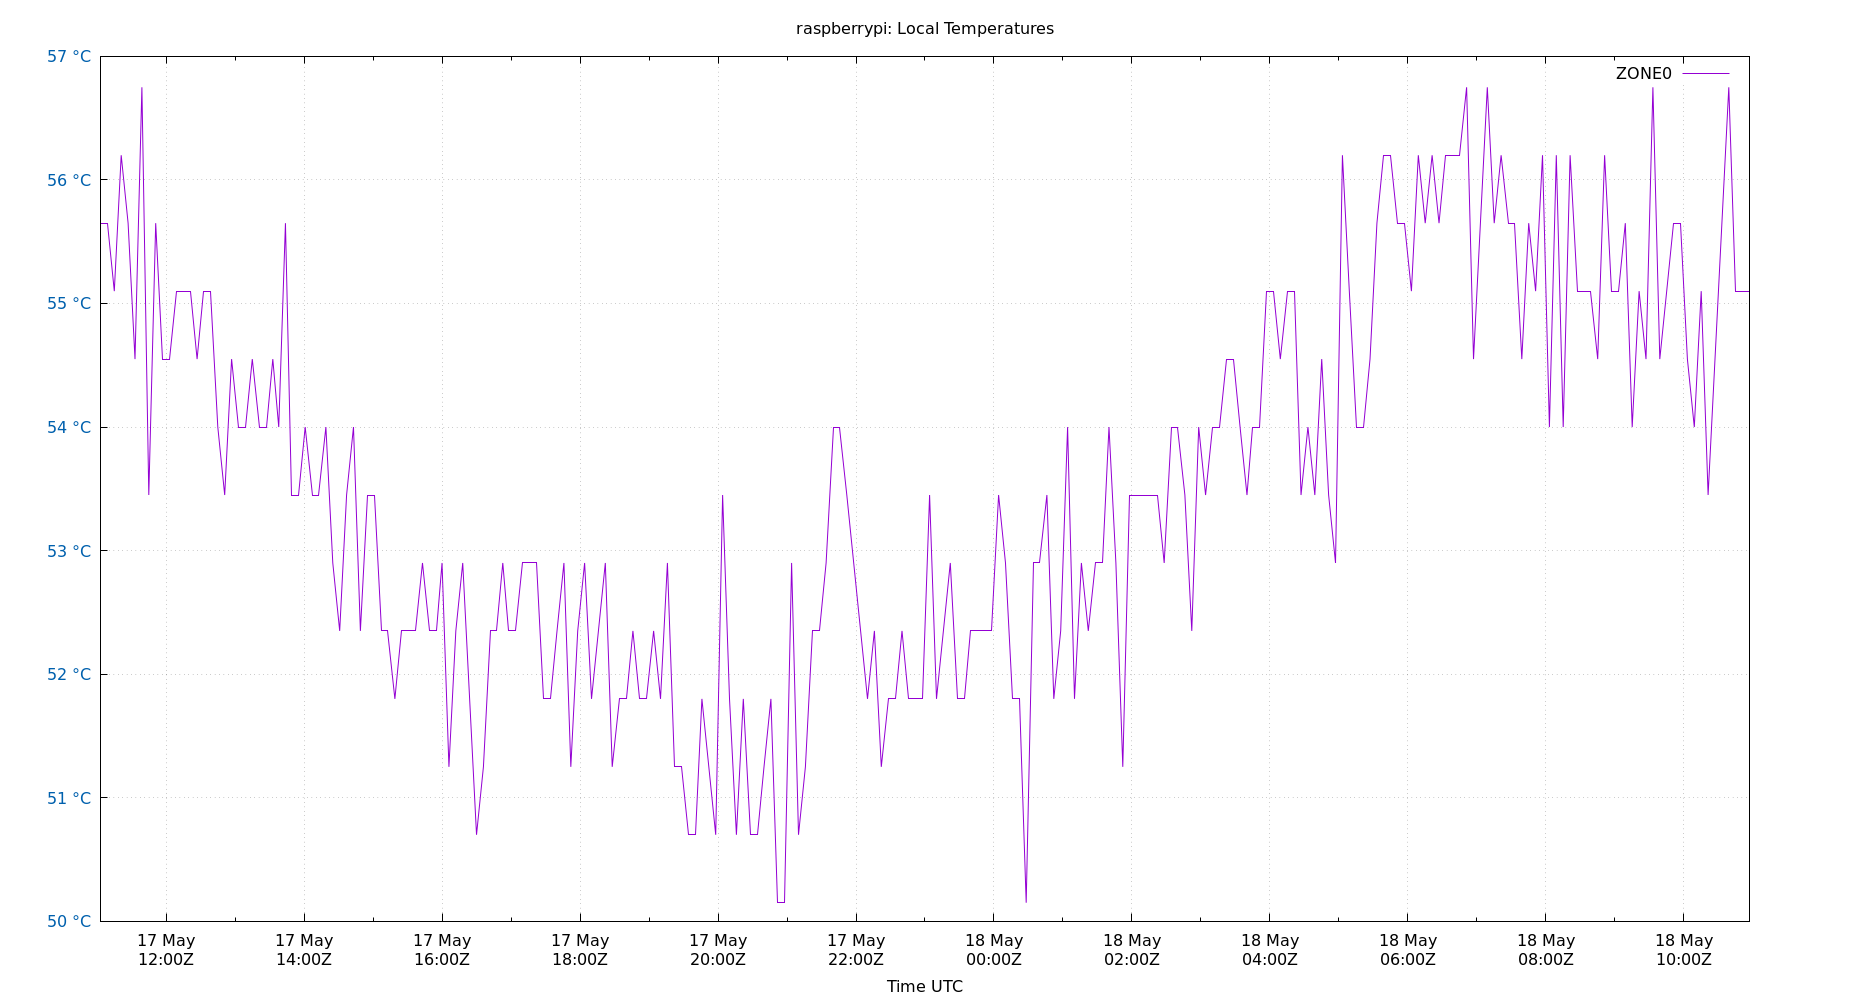 raspberrypi: Local Temperatures
ZONE0
57 °C
56 °C
55 °C
54 °C
53 °C
52 °C
51 °C
50 °C
17 May 17 May 17 May 17 May 17 May 17 May 18 May 18 May 18 May 18 May 18 May 18 May
12:00Z 14:00Z 16:00Z 18:00Z 20:00Z 22:00Z 00:00Z 02:00Z 04:00Z 06:00Z 08:00Z 10:00Z
Time UTC